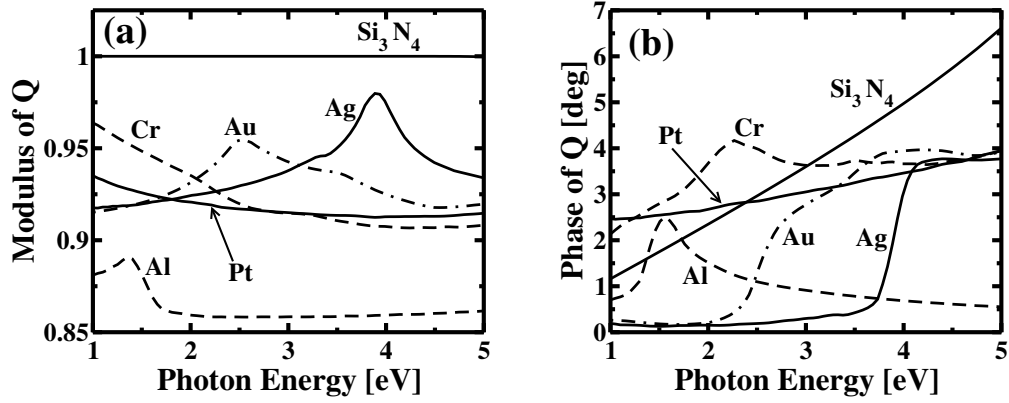 (a)
Si3N4
1
Ag
Cr
Au
0.95
Modulus of Q
0.9
Al
Pt
0.85
1 2 3 4 5
Photon Energy [eV]
7
(b)
6
Si3N4
5
Pt
Cr
4
Phase of Q [deg]
3
Au
Ag
2
Al
1
0
1 2 3 4 5
Photon Energy [eV]